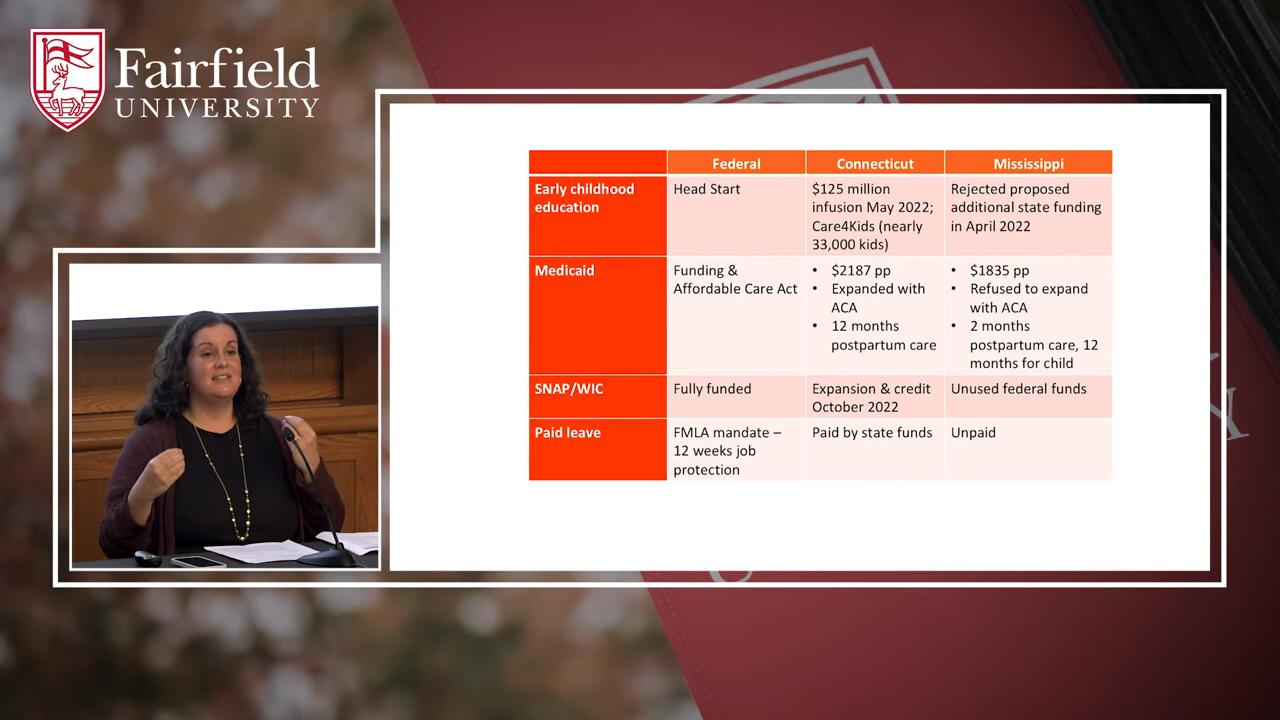 Fairfield
UNIVERSITY
Federal
Connecticut
Mississippi
Early childhood
education
Head Start
$125 million
infusion May 2022;
Care4Kids (nearly
33,000 kids)
Rejected proposed
additional state funding
in April 2022
Medicaid
Funding &
Affordable Care Act
• $2187 pp
• Expanded with
ACA
• 12 months
postpartum care
• $1835 pp
• Refused to expand
with ACA
• 2 months
postpartum care, 12
months for child
SNAP/WIC
Fully funded
Expansion & credit
October 2022
Unused federal funds
Paid leave
FMLA mandate –
12 weeks job
protection
Paid by state funds
Unpaid